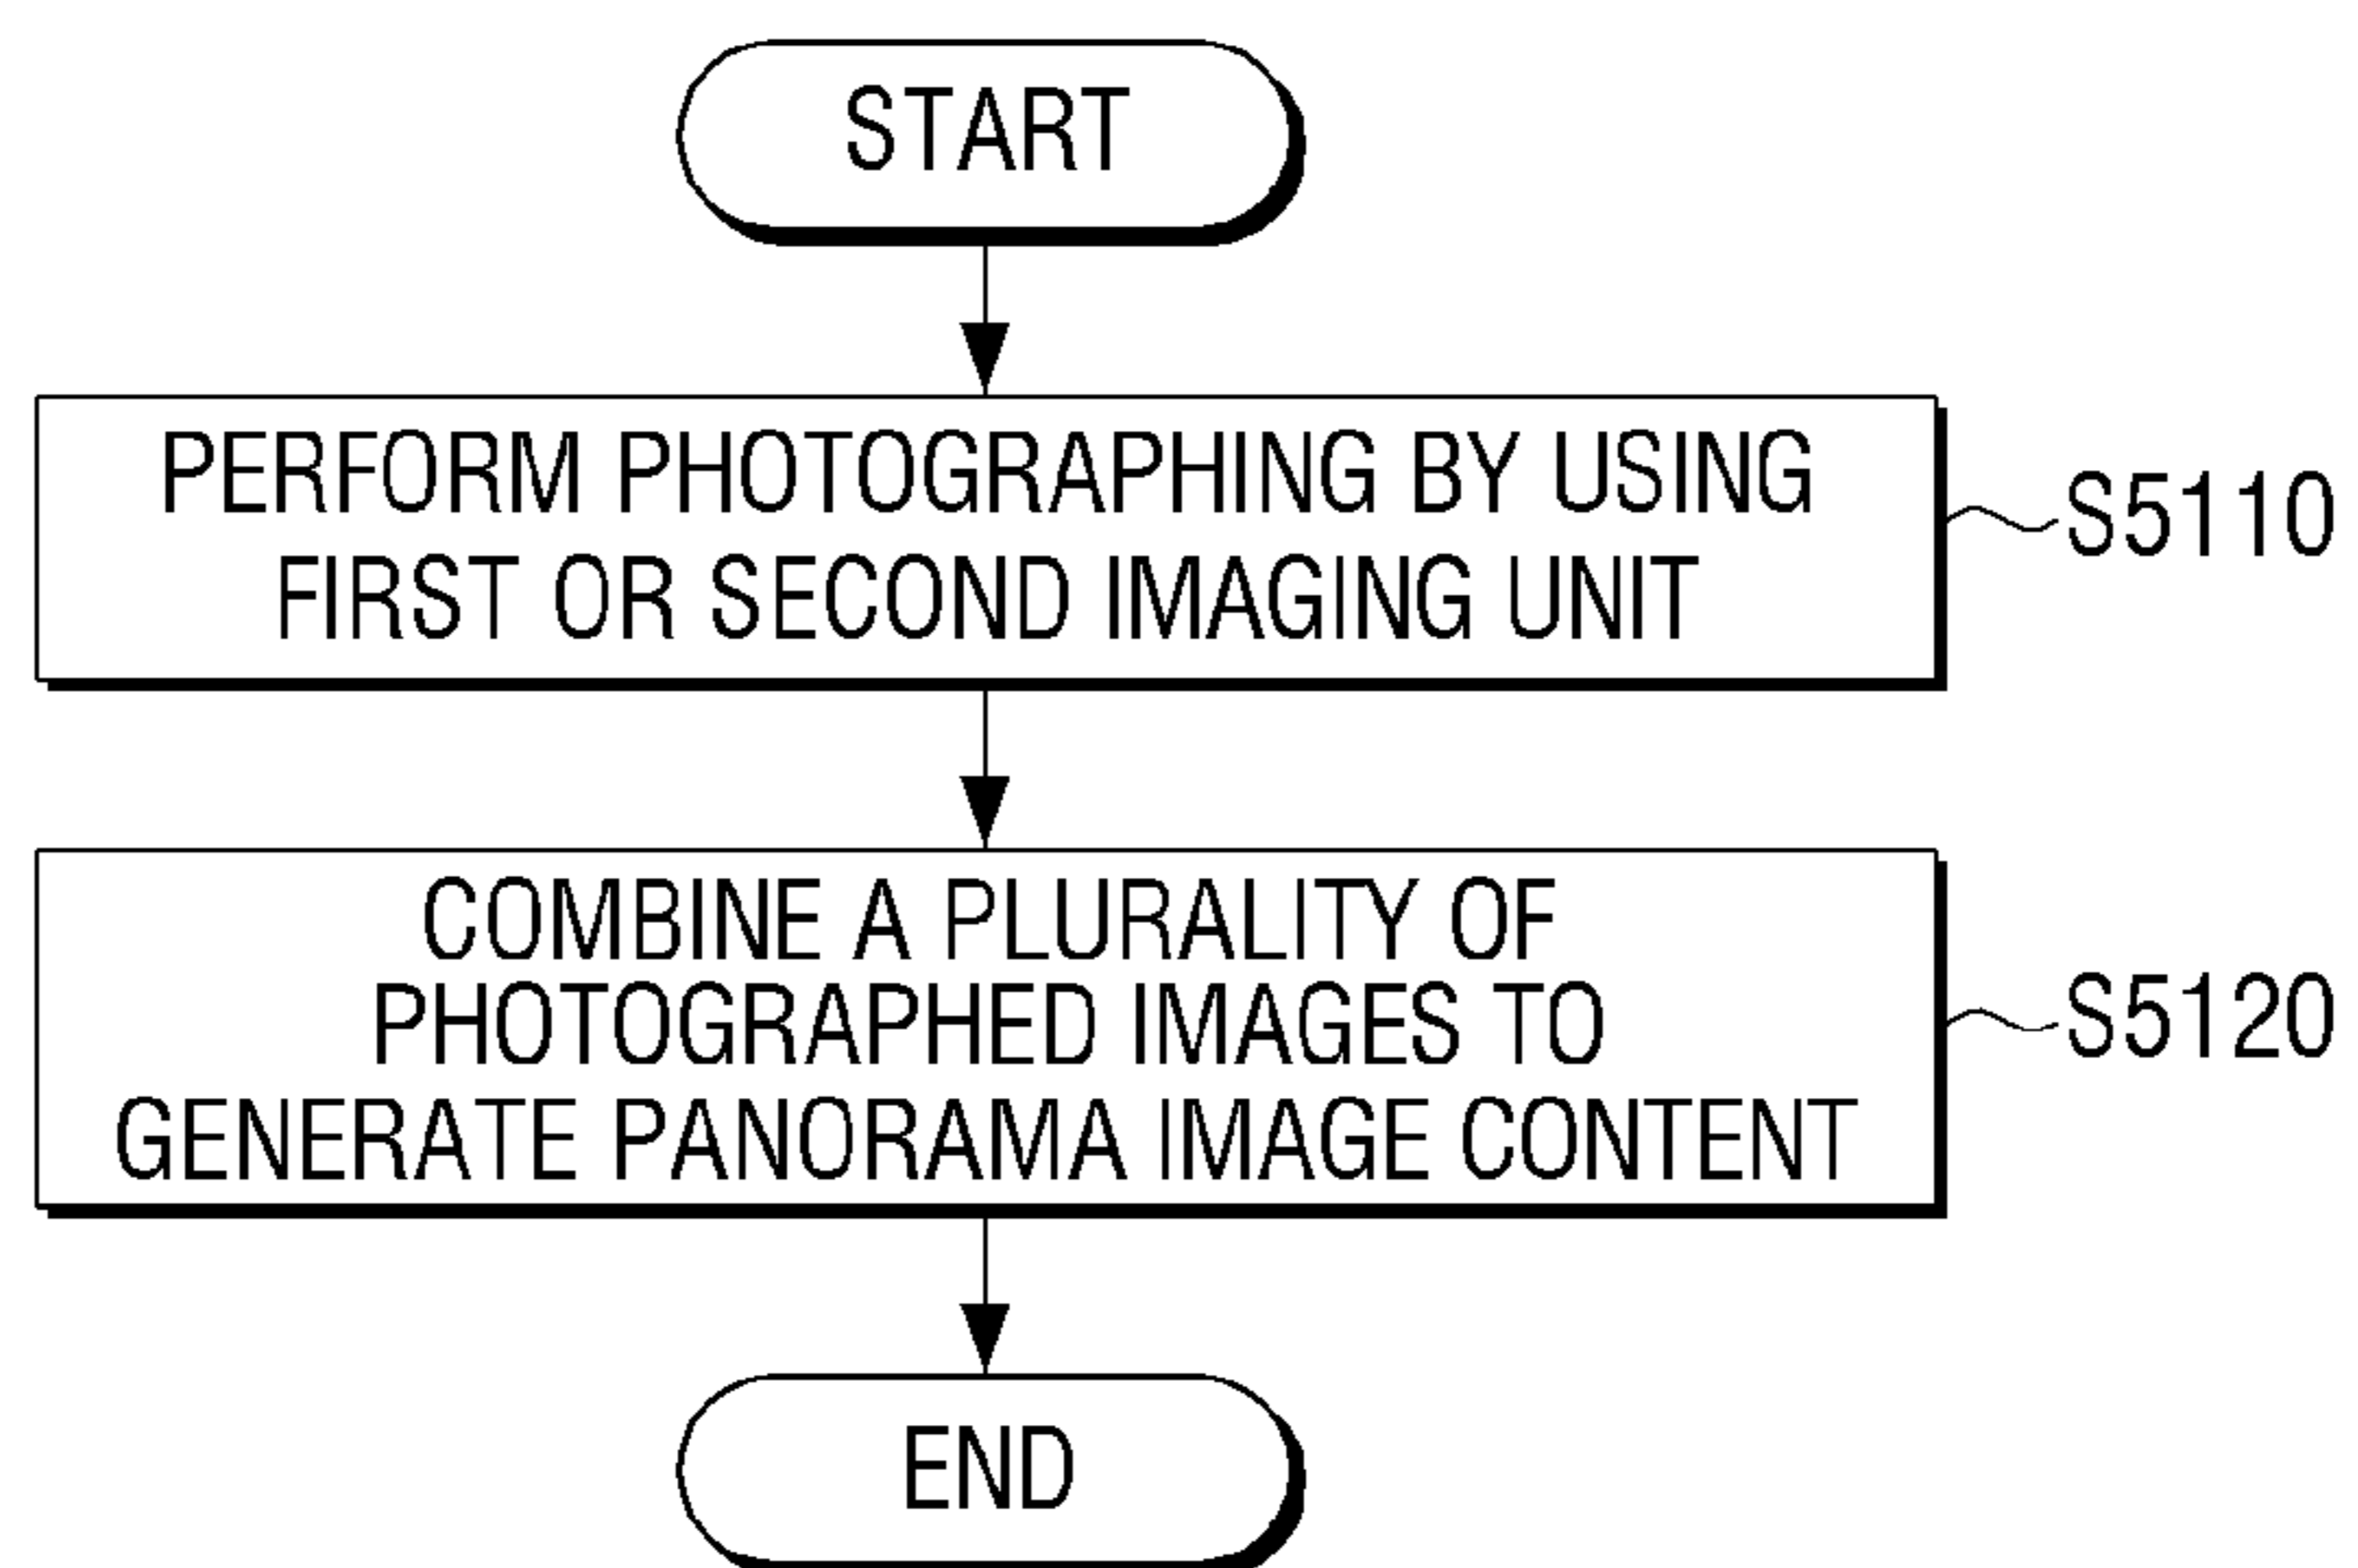 START
PERFORM PHOTOGRAPHING BY USING
FIRST OR SECOND IMAGING UNIT
S5110
COMBINE A PLURALITY OF
PHOTOGRAPHED IMAGES TO
GENERATE PANORAMA IMAGE CONTENT
S5120
END